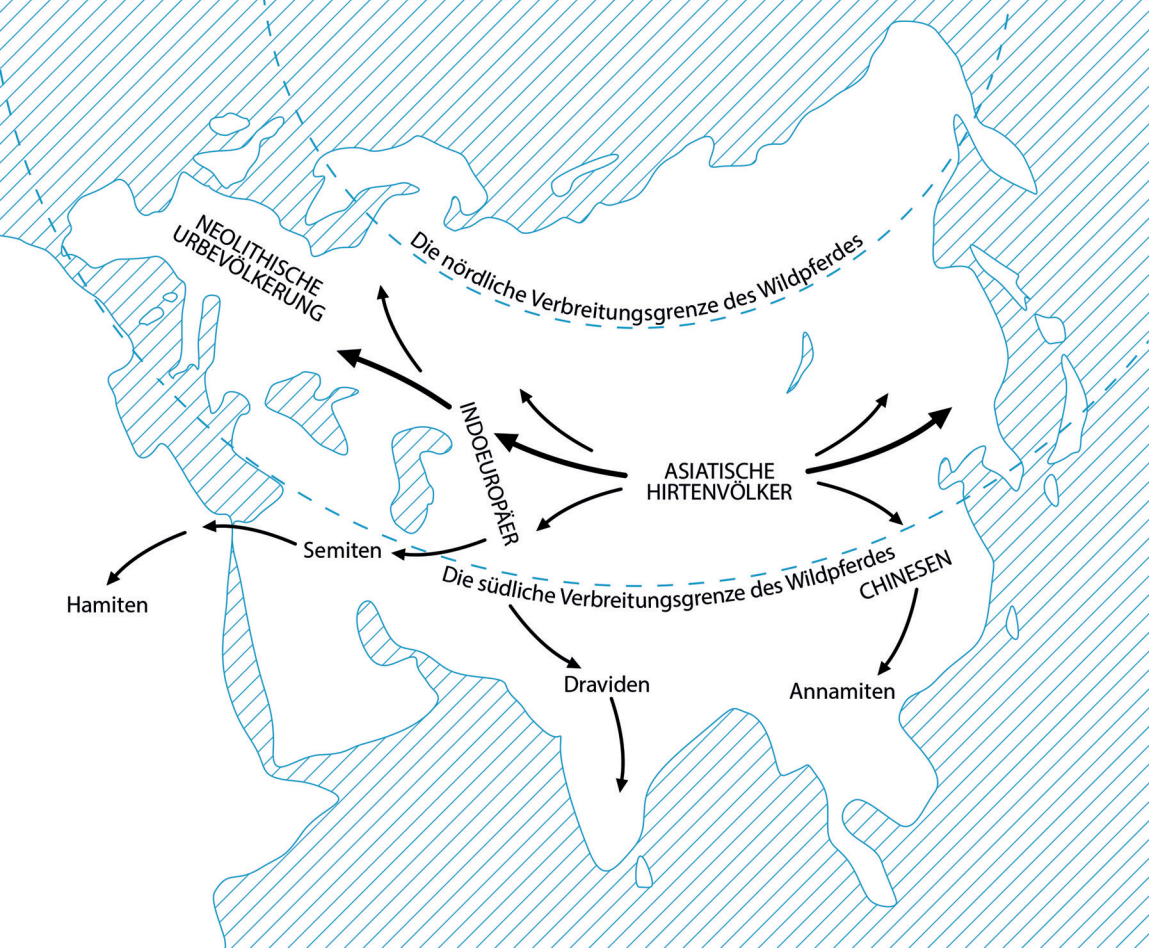 NEOLITHISCHE
URBEVÖLKERUNG
Die nördliche Verbreitungsgrenze des Wildpferdes
INDOEUROPÄER
ASIATISCHE
HIRTENVÖLKER
Semiten
Hamiten
Die südliche Verbreitungsgrenze des Wildpferdes
CHINESEN
Draviden
Annamiten